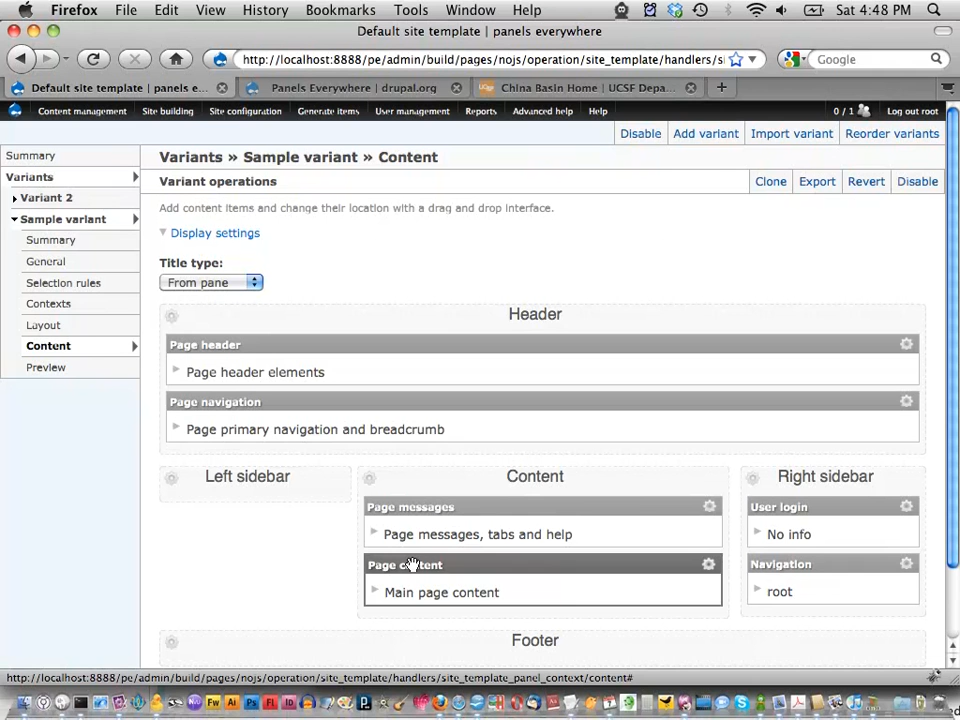 Firefox File Edit View History Bookmarks Tools Window Help Sat 4:48 PM
Default site template | panels everywhere
http://localhost:8888/pe/admin/build/pages/nojs/operation/site_template/handlers/si
Google
Default site template | panels e...
Panels Everywhere | drupal.org
China Basin Home | UCSF Depa...
Content management Site building Site configuration Generate items User management Reports Advanced help Help 0 / 1 Log out root
Disable Add variant Import variant Reorder variants
Summary
Variants
Variant 2
Sample variant
Summary
General
Selection rules
Contexts
Layout
Content
Preview
Variants » Sample variant » Content
Variant operations
Clone Export Revert Disable
Add content items and change their location with a drag and drop interface.
Display settings
Title type:
From pane
Header
Page header
Page header elements
Page navigation
Page primary navigation and breadcrumb
Left sidebar
Content
Page messages
Page messages, tabs and help
Page content
Main page content
Right sidebar
User login
No info
Navigation
root
Footer
http://localhost:8888/pe/admin/build/pages/nojs/operation/site_template/handlers/site_template_panel_context/content#